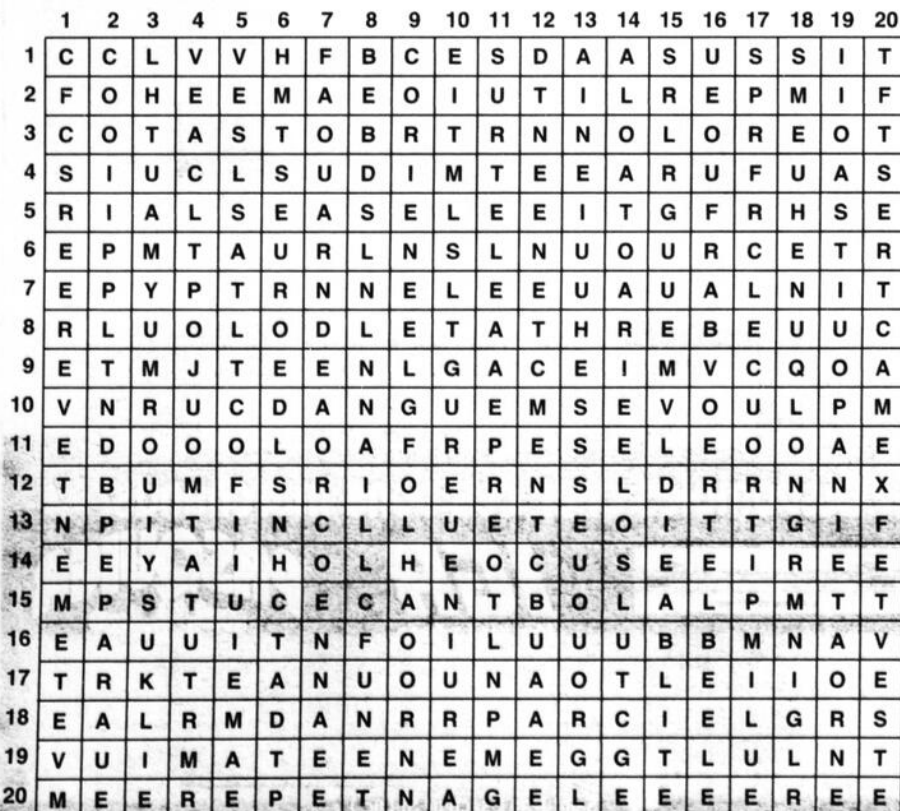 1 2 3 4 5 6 7 8 9 10 11 12 13 14 15 16 17 18 19 20
1 C C L V V H F B C E S D A A S U S S I T
2 F O H E E M A E O I U T I L R E P M I F
3 C O T A S T O B R T R N N O L O R E O T
4 S I U C L S U D I M T E E A R U F U A S
5 R I A L S E A S E L E E I T G F R H S E
6 E P M T A U R L N S L N U O U R C E T R
7 E P Y P T R N N E L E E U A U A L N I T
8 R L U O L O D L E T A T H R E B E U U C
9 E T M J T E E N L G A C E I M V C Q O A
10 V N R U C D A N G U E M S E V O U L P M
11 E D O O O L O A F R P E S E L E O O A E
12 T B U M F S R I O E R N S L D R R N N X
13 N P I T I N C L L U E T E O I T T G I F
14 E E Y A I H O L H E O C U S E E I R E E
15 M P S T U C E C A N T B O L A L P M T T
16 E A U U I T N F O I L U U U B B M N A V
17 T R K T E A N U O U N A O T L E I I O E
18 E A L R M D A N R R P A R C I E L G R S
19 V U I M A T E E N E M E G G T L U L N T
20 M E E R E P E T N A G E L E E E E R E E